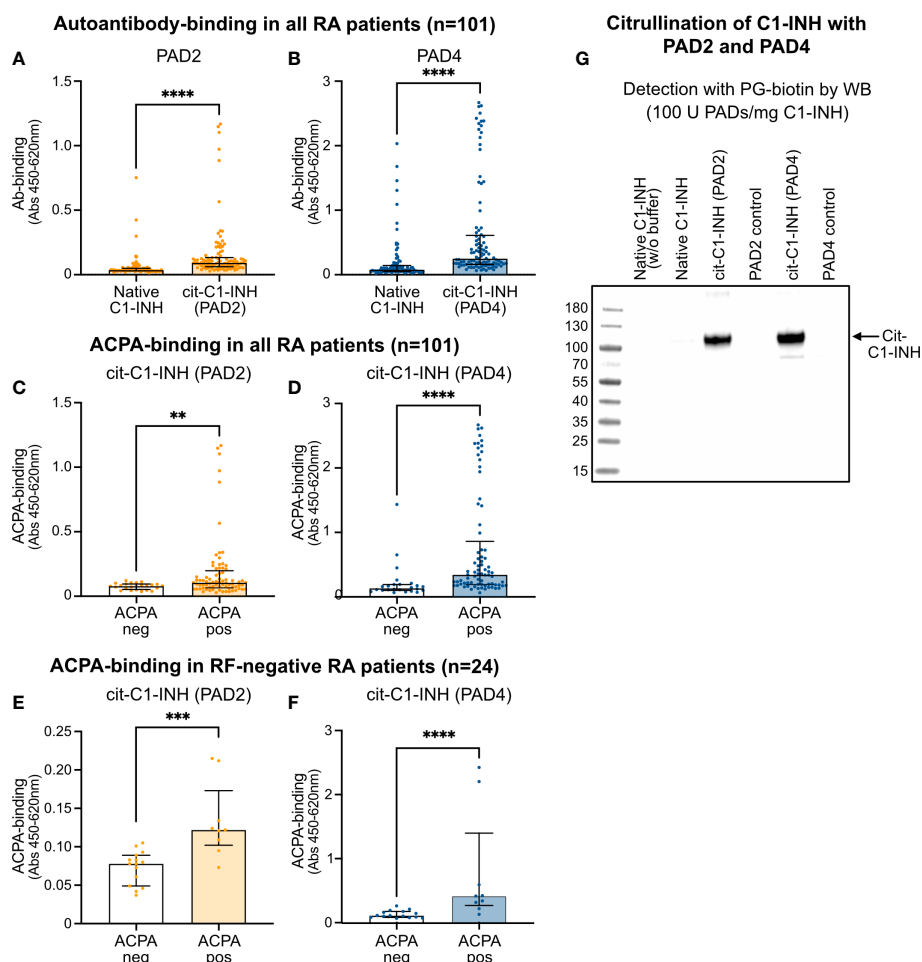 Autoantibody-binding in all RA patients (n=101)
A
PAD2
Ab-binding
(Abs 450-620nm)
1.5
1.0
0.5
0
****
Native
C1-INH
cit-C1-INH
(PAD2)
B
PAD4
Ab-binding
(Abs 450-620nm)
3
2
1
0
****
Native
C1-INH
cit-C1-INH
(PAD4)
ACPA-binding in all RA patients (n=101)
C
cit-C1-INH (PAD2)
ACPA-binding
(Abs 450-620nm)
1.5
1.0
0.5
0
**
ACPA
neg
ACPA
pos
D
cit-C1-INH (PAD4)
ACPA-binding
(Abs 450-620nm)
3
2
1
0
0
****
ACPA
neg
ACPA
pos
ACPA-binding in RF-negative RA patients (n=24)
E
cit-C1-INH (PAD2)
ACPA-binding
(Abs 450-620nm)
0.25
0.20
0.15
0.10
0.05
0
***
ACPA
neg
ACPA
pos
F
cit-C1-INH (PAD4)
ACPA-binding
(Abs 450-620nm)
3
2
1
0
****
ACPA
neg
ACPA
pos
Citrullination of C1-INH with
PAD2 and PAD4
G
Detection with PG-biotin by WB
(100 U PADs/mg C1-INH)
Native C1-INH
(w/o buffer)
Native C1-INH
cit-C1-INH (PAD2)
PAD2 control
cit-C1-INH (PAD4)
PAD4 control
180
130
100
70
55
40
35
25
15
Cit-
C1-INH